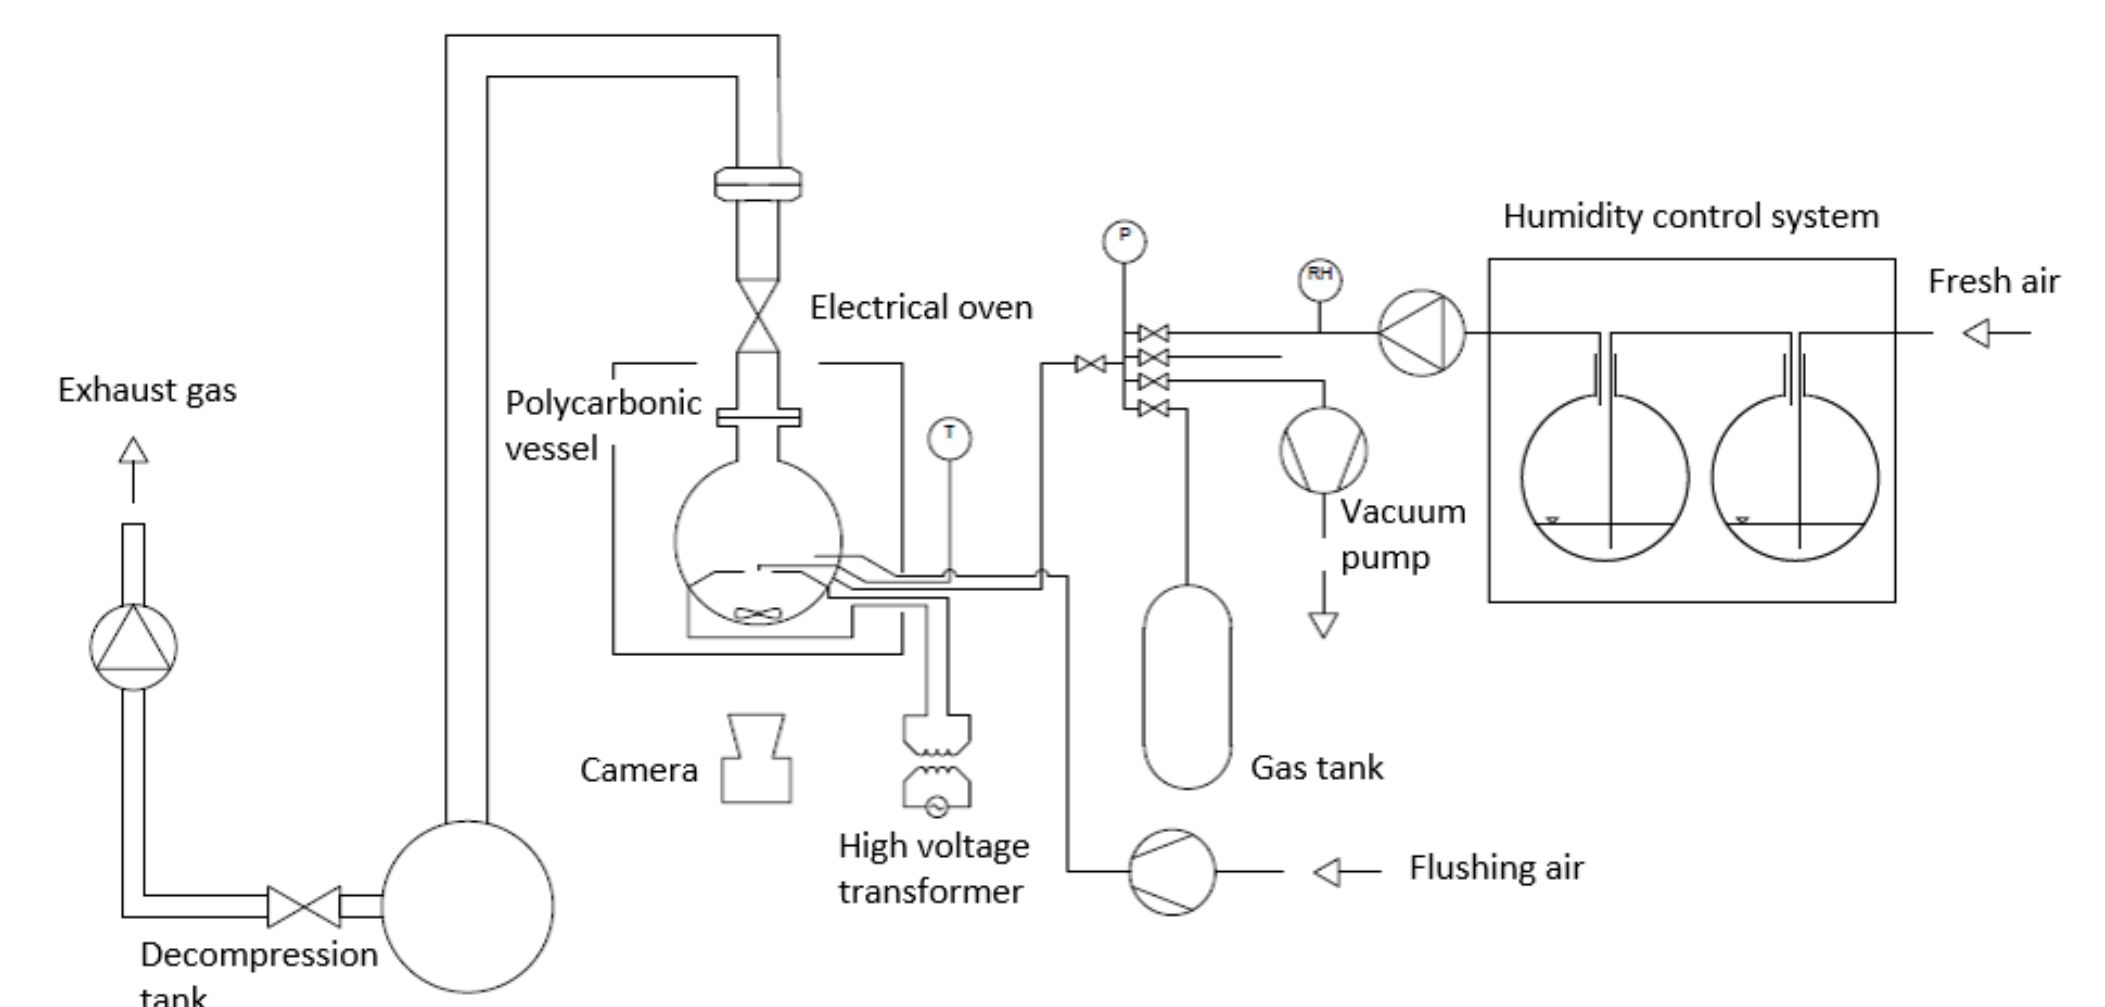 Humidity control system
Fresh air
P
RH
Electrical oven
Exhaust gas
Polycarbonic
vessel
T
Vacuum
pump
Camera
Gas tank
High voltage
transformer
Flushing air
Decompression
tank